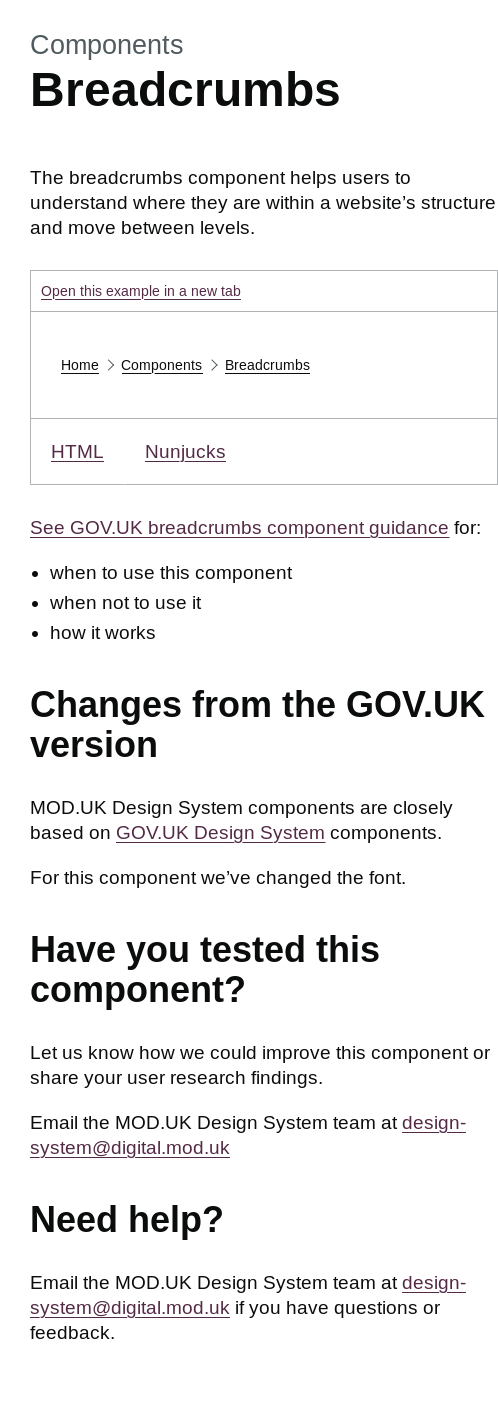 Components
Breadcrumbs
The breadcrumbs component helps users to
understand where they are within a website’s structure
and move between levels.
Open this example in a new tab
Home Components Breadcrumbs
HTML Nunjucks
See GOV.UK breadcrumbs component guidance for:
• when to use this component
• when not to use it
• how it works
Changes from the GOV.UK
version
MOD.UK Design System components are closely
based on GOV.UK Design System components.
For this component we’ve changed the font.
Have you tested this
component?
Let us know how we could improve this component or
share your user research findings.
Email the MOD.UK Design System team at design-
system@digital.mod.uk
Need help?
Email the MOD.UK Design System team at design-
system@digital.mod.uk if you have questions or
feedback.